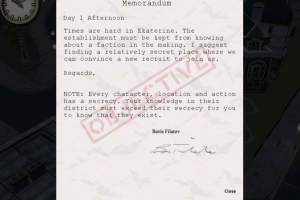 Memorandum
Day 1 Afternoon
Times are hard in Ekaterine. The
establishment must be kept from knowing
about a faction in the making. I suggest
finding a relatively secret place where we
can convince a new recruit to join us.
Regards,
NOTE: Every character, location and action
has a secrecy. Your knowledge in their
district must exceed their secrecy for you
to know that they exist.
OBJECTIVE
Boris Filatov
Close